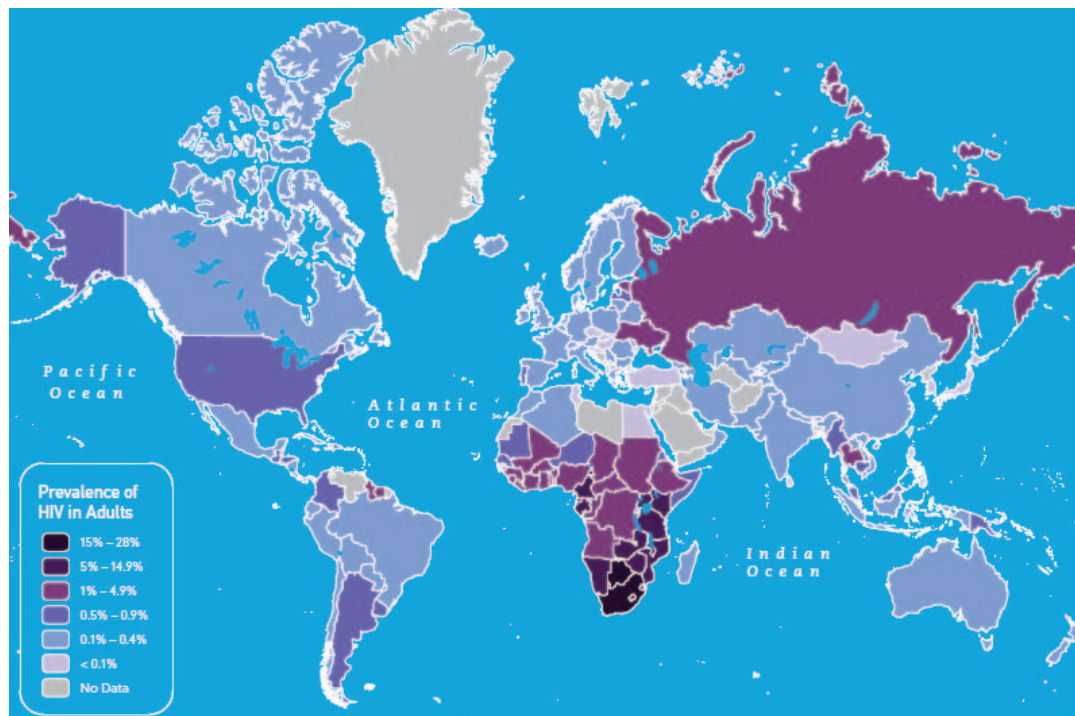 Pacific
Ocean
Atlantic
Ocean
Indian
Ocean
Prevalence of
HIV in Adults
15% – 28%
5% – 14.9%
1% – 4.9%
0.5% – 0.9%
0.1% – 0.4%
< 0.1%
No Data